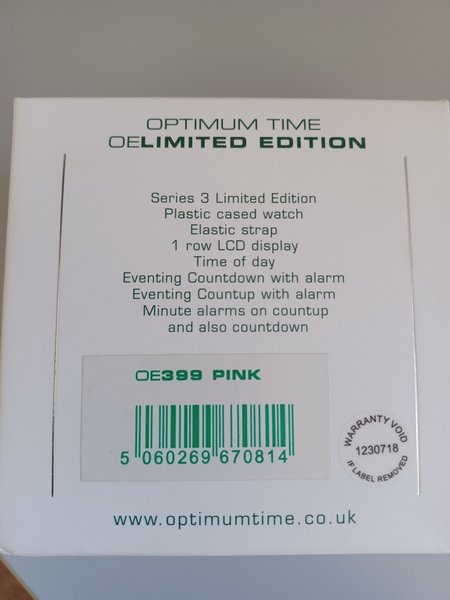 OPTIMUM TIME
OELIMITED EDITION
Series 3 Limited Edition
Plastic cased watch
Elastic strap
1 row LCD display
Time of day
Eventing Countdown with alarm
Eventing Countup with alarm
Minute alarms on countup
and also countdown
OE399 PINK
5 060269 670814
WARRANTY VOID
1230718
IF LABEL REMOVED
www.optimumtime.co.uk